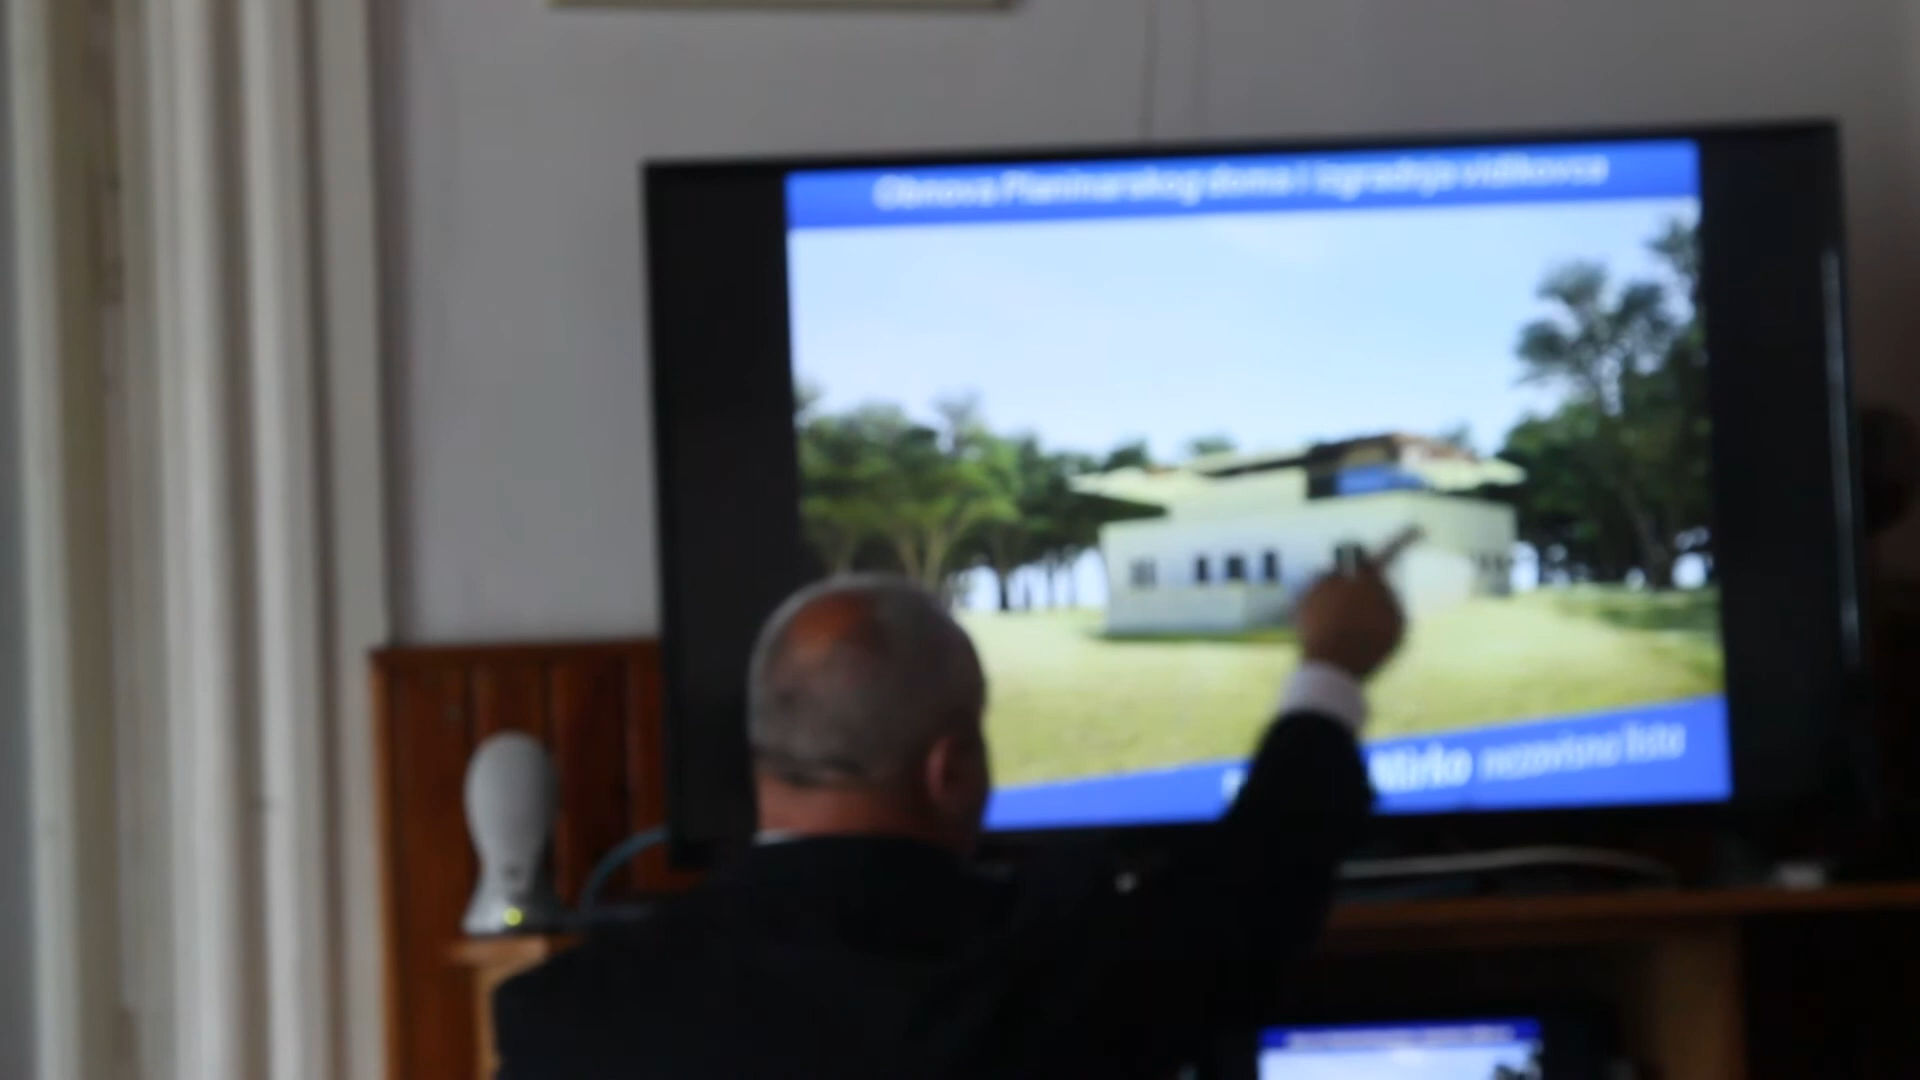 Obnova Planinarskog doma i izgradnja vidikovca
Mirko nezavisna lista